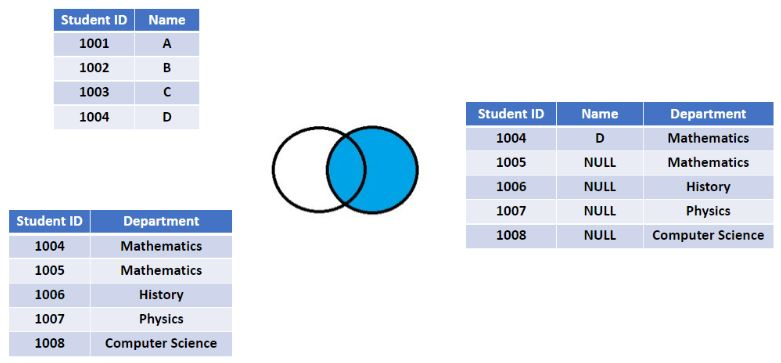 Student ID Name
1001 A
1002 B
1003 C
1004 D
Student ID Department
1004 Mathematics
1005 Mathematics
1006 History
1007 Physics
1008 Computer Science
Student ID Name Department
1004 D Mathematics
1005 NULL Mathematics
1006 NULL History
1007 NULL Physics
1008 NULL Computer Science